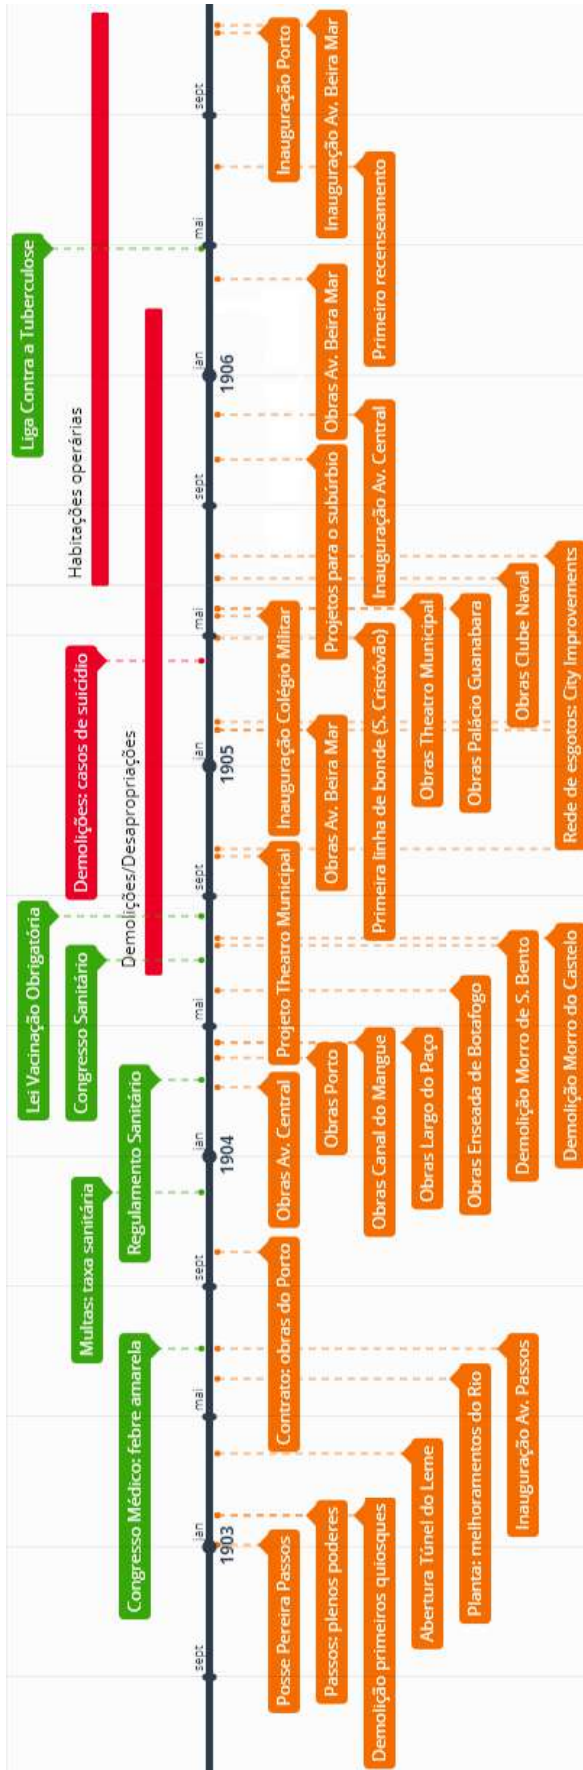 Liga Contra a Tuberculose
Lei Vacinação Obrigatória
Habitações operárias
Demolições: casos de suicídio
Congresso Sanitário
Multas: taxa sanitária
Demolições/Desapropriações
Regulamento Sanitário
Congresso Médico: febre amarela
sept
jan
1903
mai
sept
jan
1904
mai
sept
jan
1905
mai
sept
jan
1906
mai
sept
Posse Pereira Passos
Contrato: obras do Porto
Obras Av. Central
Projeto Theatro Municipal
Inauguração Colégio Militar
Inauguração Porto
Passos: plenos poderes
Obras Porto
Obras Av. Beira Mar
Projetos para o subúrbio
Obras Av. Beira Mar
Inauguração Av. Beira Mar
Demolição primeiros quiosques
Obras Canal do Mangue
Primeira linha de bonde (S. Cristóvão)
Inauguração Av. Central
Primeiro recenseamento
Abertura Túnel do Leme
Obras Largo do Paço
Obras Theatro Municipal
Planta: melhoramentos do Rio
Obras Enseada de Botafogo
Obras Palácio Guanabara
Inauguração Av. Passos
Demolição Morro de S. Bento
Obras Clube Naval
Demolição Morro do Castelo
Rede de esgotos: City Improvements